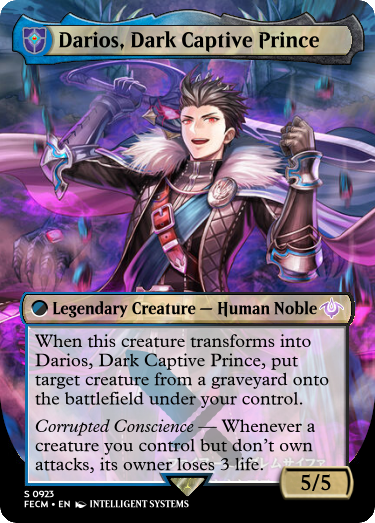 Darios, Dark Captive Prince
Legendary Creature — Human Noble
When this creature transforms into
Darios, Dark Captive Prince, put
target creature from a graveyard onto
the battlefield under your control.
Corrupted Conscience — Whenever a
creature you control but don't own
attacks, its owner loses 3 life.
5/5
S 0923
FECM • EN INTELLIGENT SYSTEMS